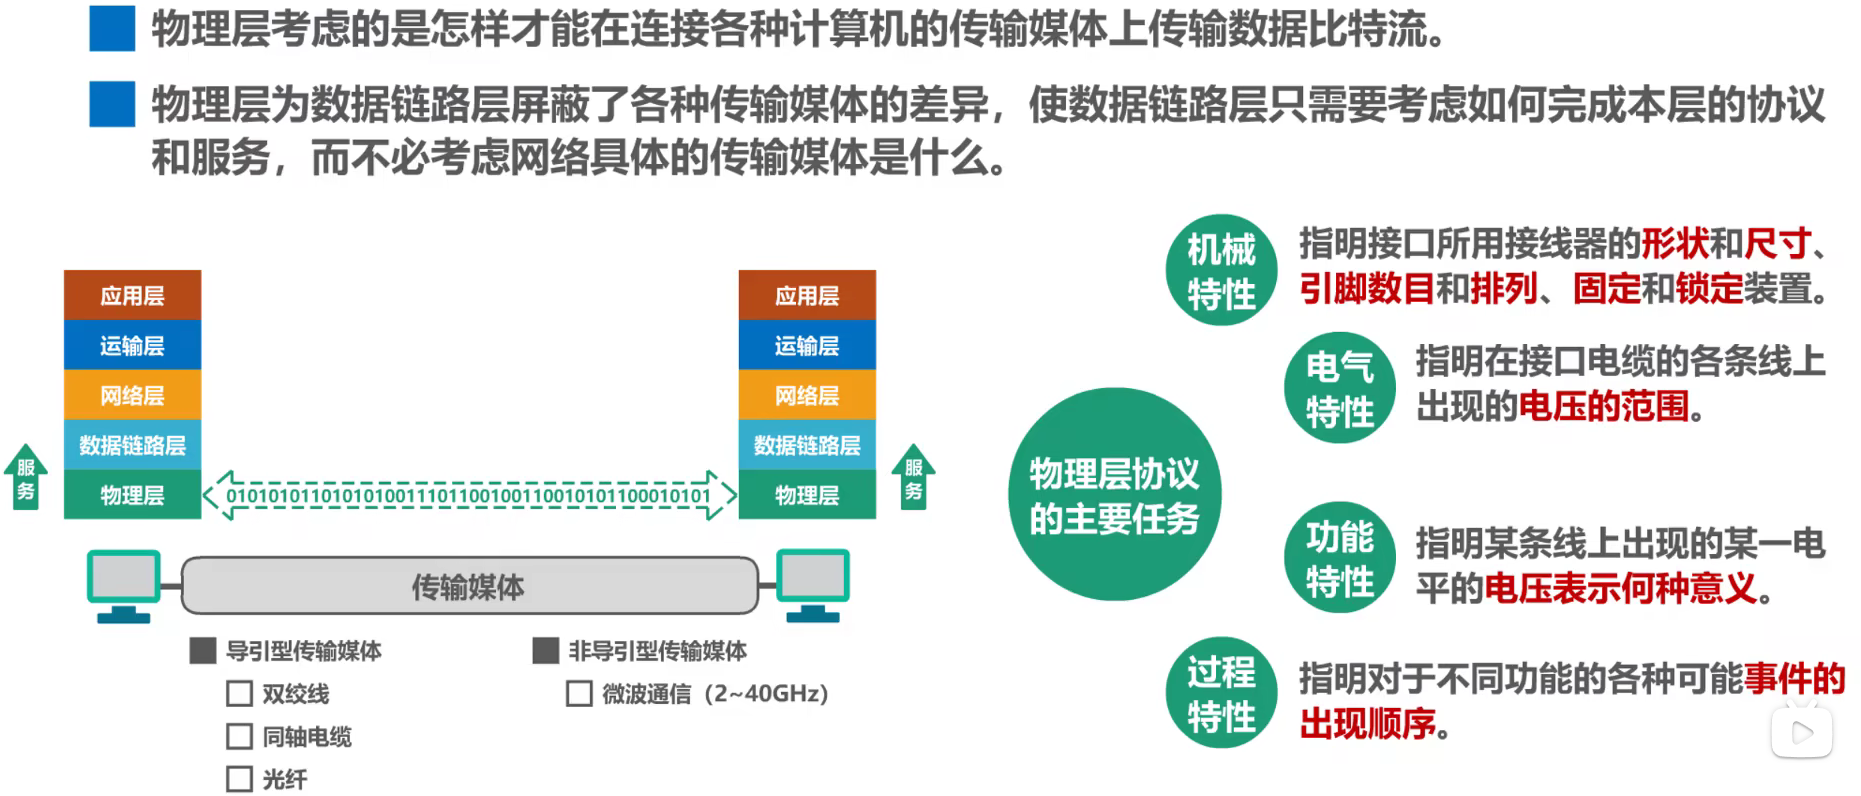 物理层考虑的是怎样才能在连接各种计算机的传输媒体上传输数据比特流。
物理层为数据链路层屏蔽了各种传输媒体的差异，使数据链路层只需要考虑如何完成本层的协议
和服务，而不必考虑网络具体的传输媒体是什么。
应用层
运输层
网络层
数据链路层
物理层
服务
0101010110101010011101100100110010101100010101
应用层
运输层
网络层
数据链路层
物理层
服务
传输媒体
导引型传输媒体
双绞线
同轴电缆
光纤
非导引型传输媒体
微波通信（2~40GHz）
物理层协议
的主要任务
机械
特性
指明接口所用接线器的形状和尺寸、
引脚数目和排列、固定和锁定装置。
电气
特性
指明在接口电缆的各条线上
出现的电压的范围。
功能
特性
指明某条线上出现的某一电
平的电压表示何种意义。
过程
特性
指明对于不同功能的各种可能事件的
出现顺序。